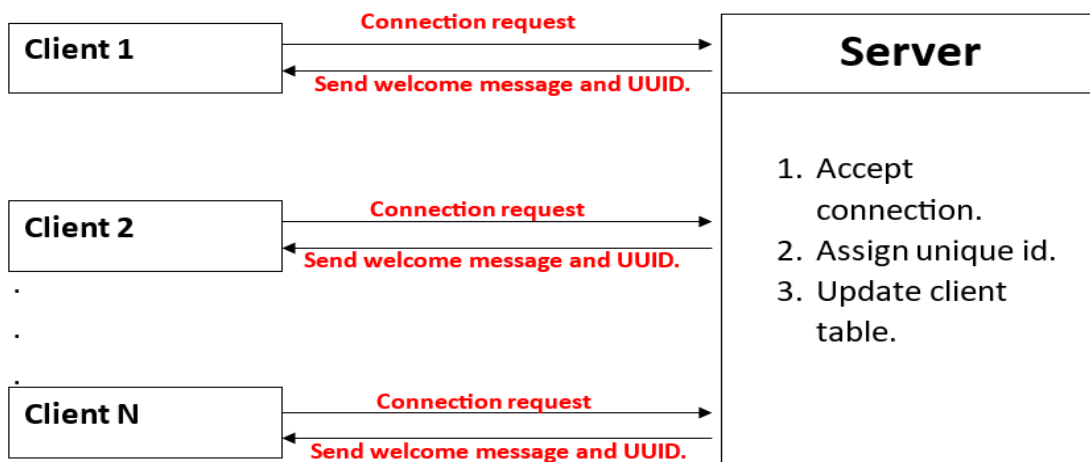 Connection request
Client 1
Send welcome message and UUID.
Server
1. Accept
connection.
2. Assign unique id.
3. Update client
table.
Connection request
Client 2
Send welcome message and UUID.
.
.
.
Connection request
Client N
Send welcome message and UUID.